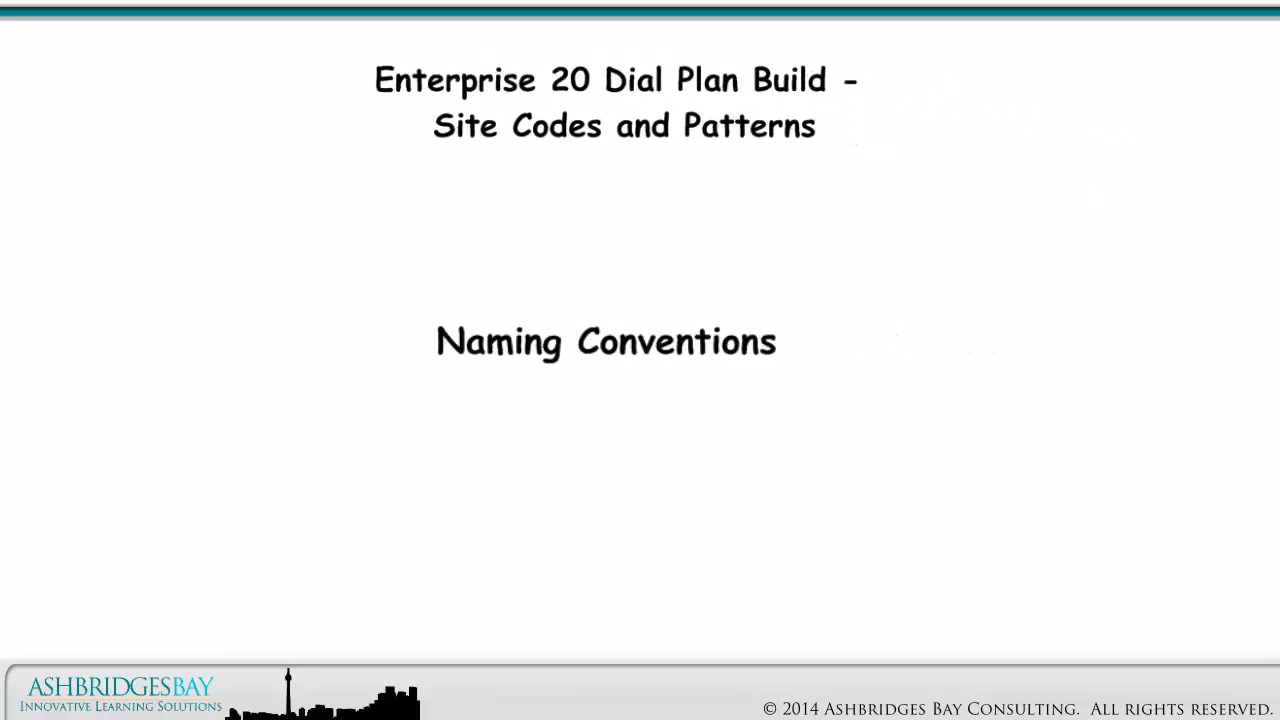 Enterprise 20 Dial Plan Build -
Site Codes and Patterns
Naming Conventions
ASHBRIDGESBAY
INNOVATIVE LEARNING SOLUTIONS
© 2014 ASHBRIDGES BAY CONSULTING. ALL RIGHTS RESERVED.